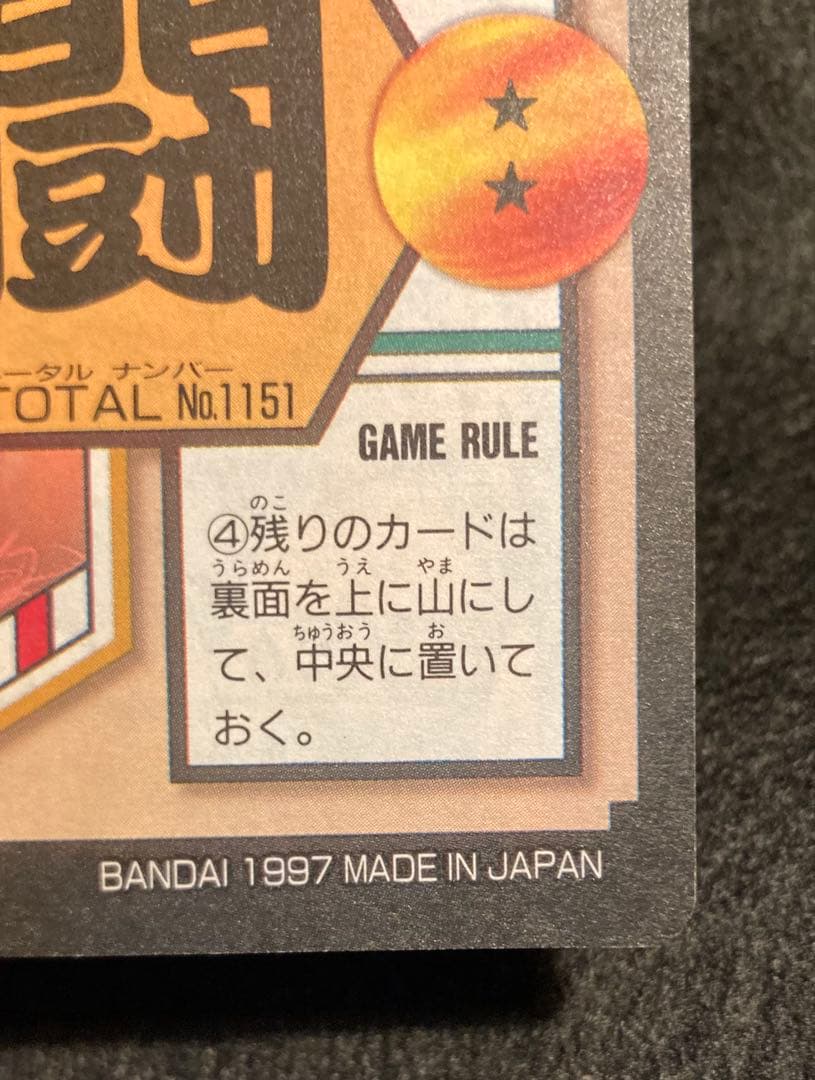 闘
ータル ナンバー
TOTAL No.1151
GAME RULE
④残りのカードは
裏面を上に山にし
て、中央に置いて
おく。
のこ
うらめん うえ やま
ちゅうおう お
BANDAI 1997 MADE IN JAPAN